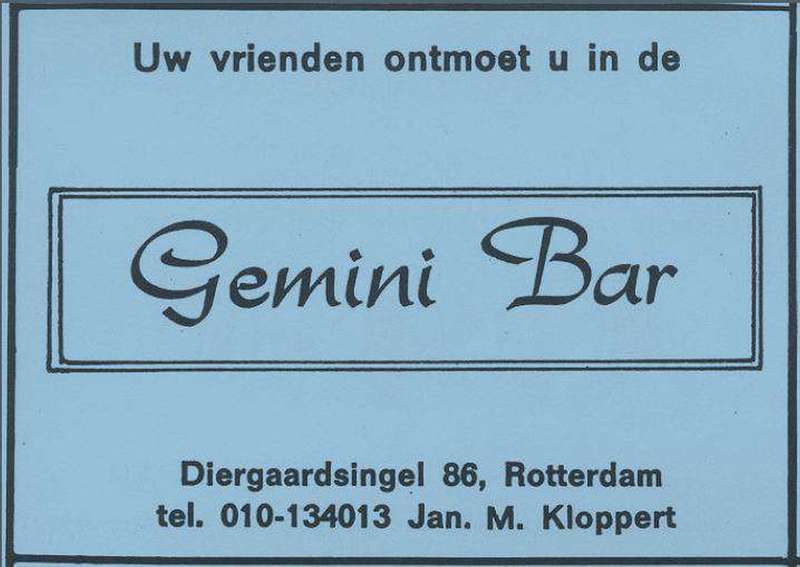 Uw vrienden ontmoet u in de
Gemini Bar
Diergaardsingel 86, Rotterdam
tel. 010-134013 Jan. M. Kloppert